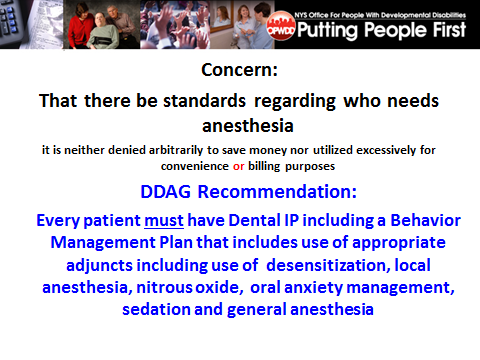 NYS Office For People With Developmental Disabilities
OPWDD
Putting People First
Concern:
That there be standards regarding who needs
anesthesia
it is neither denied arbitrarily to save money nor utilized excessively for
convenience or billing purposes
DDAG Recommendation:
Every patient must have Dental IP including a Behavior
Management Plan that includes use of appropriate
adjuncts including use of desensitization, local
anesthesia, nitrous oxide, oral anxiety management,
sedation and general anesthesia